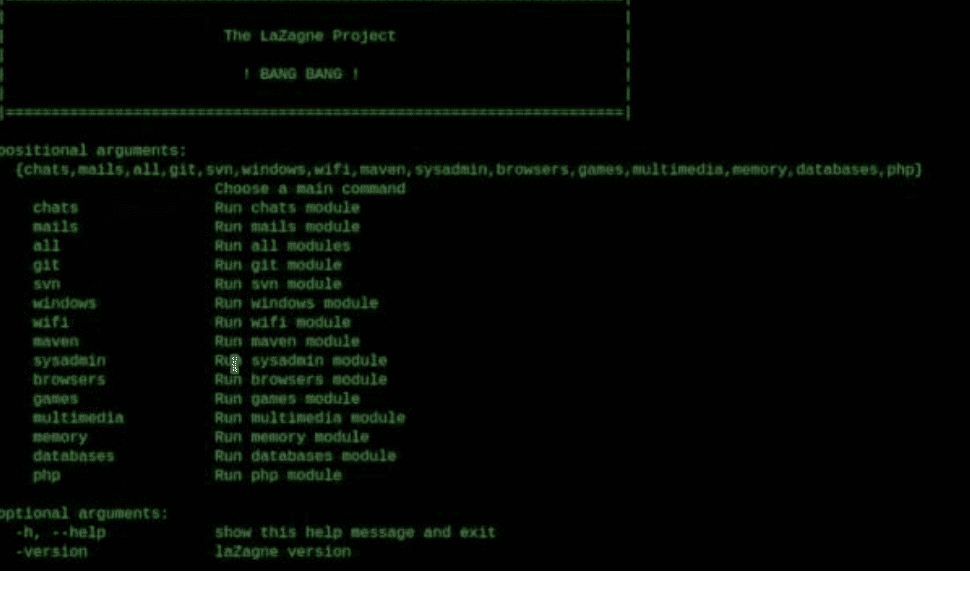 The LaZagne Project
! BANG BANG !
|====================================================================|
positional arguments:
{chats,mails,all,git,svn,windows,wifi,maven,sysadmin,browsers,games,multimedia,memory,databases,php}
Choose a main command
chats Run chats module
mails Run mails module
all Run all modules
git Run git module
svn Run svn module
windows Run windows module
wifi Run wifi module
maven Run maven module
sysadmin Run sysadmin module
browsers Run browsers module
games Run games module
multimedia Run multimedia module
memory Run memory module
databases Run databases module
php Run php module
optional arguments:
-h, --help show this help message and exit
-version laZagne version